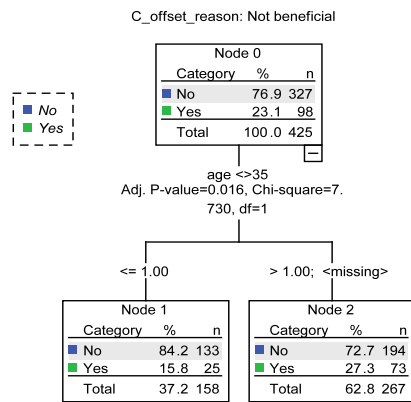 C_offset_reason: Not beneficial
No
Yes
Node 0
Category % n
No 76.9 327
Yes 23.1 98
Total 100.0 425
age <>35
Adj. P-value=0.016, Chi-square=7.
730, df=1
<= 1.00
> 1.00; <missing>
Node 1
Category % n
No 84.2 133
Yes 15.8 25
Total 37.2 158
Node 2
Category % n
No 72.7 194
Yes 27.3 73
Total 62.8 267